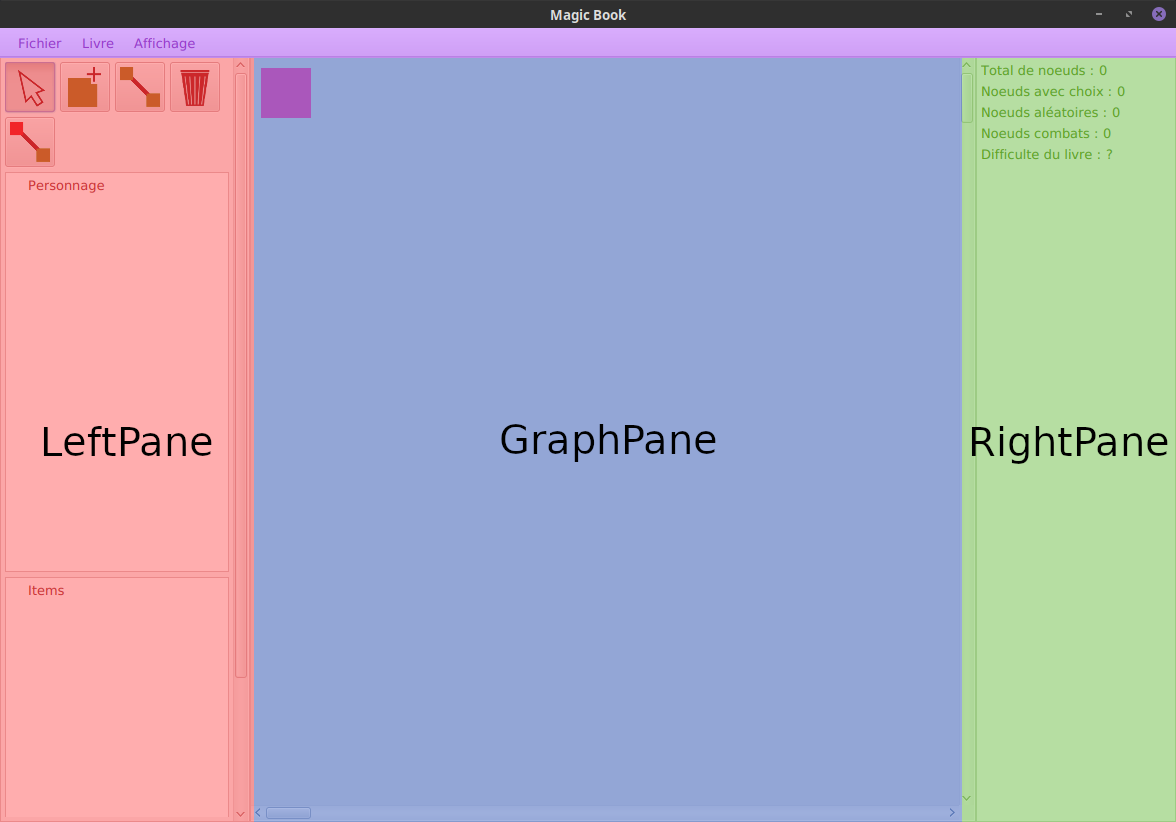 Magic Book
Fichier Livre Affichage
Personnage
Items
LeftPane
GraphPane
Total de noeuds : 0
Noeuds avec choix : 0
Noeuds aléatoires : 0
Noeuds combats : 0
Difficulte du livre : ?
RightPane